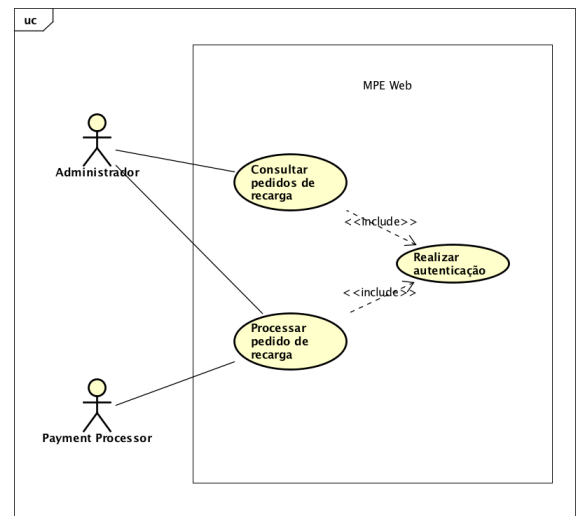 uc
MPE Web
Administrador
Consultar
pedidos de
recarga
<<include>>
Realizar
autenticação
<<include>>
Processar
pedido de
recarga
Payment Processor